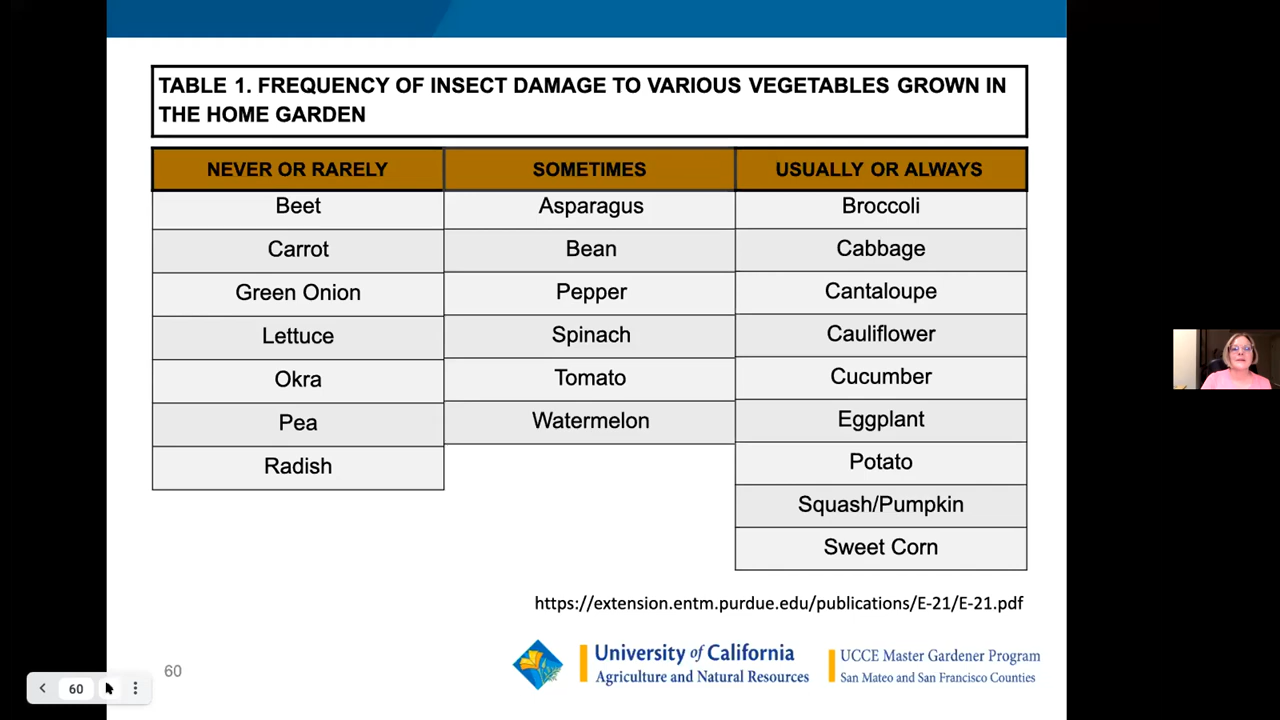 TABLE 1. FREQUENCY OF INSECT DAMAGE TO VARIOUS VEGETABLES GROWN IN
THE HOME GARDEN
NEVER OR RARELY
Beet
Carrot
Green Onion
Lettuce
Okra
Pea
Radish
SOMETIMES
Asparagus
Bean
Pepper
Spinach
Tomato
Watermelon
USUALLY OR ALWAYS
Broccoli
Cabbage
Cantaloupe
Cauliflower
Cucumber
Eggplant
Potato
Squash/Pumpkin
Sweet Corn
https://extension.entm.purdue.edu/publications/E-21/E-21.pdf
University of California
Agriculture and Natural Resources
UCCE Master Gardener Program
San Mateo and San Francisco Counties
60
60